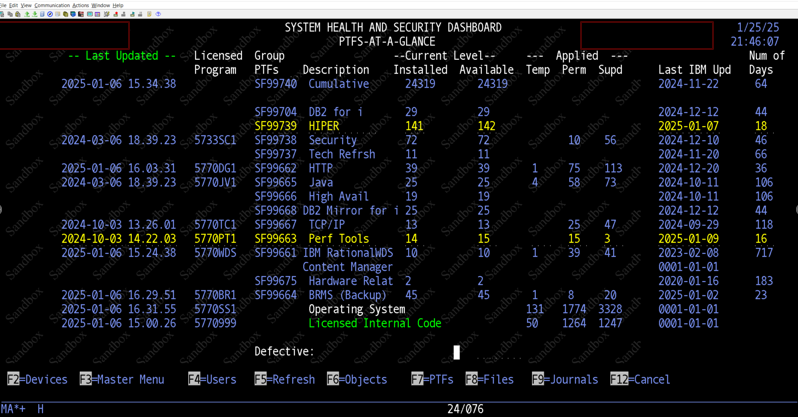 File Edit View Communication Actions Window Help
SYSTEM HEALTH AND SECURITY DASHBOARD 1/25/25
PTFS-AT-A-GLANCE 21:46:07
-- Last Updated -- Licensed Group --Current Level-- --- Applied --- Num of
Program PTFs Description Installed Available Temp Perm Supd Last IBM Upd Days
2025-01-06 15.34.38 SF99740 Cumulative 24319 24319 2024-11-22 64
SF99704 DB2 for i 29 29 2024-12-12 44
SF99739 HIPER 141 142 2025-01-07 18
2024-03-06 18.39.23 5733SC1 SF99738 Security 72 72 10 56 2024-12-10 46
SF99737 Tech Refrsh 11 11 2024-11-20 66
2025-01-06 16.03.31 5770DG1 SF99662 HTTP 39 39 1 75 113 2024-12-20 36
2024-03-06 18.39.23 5770JV1 SF99665 Java 25 25 4 58 73 2024-10-11 106
SF99666 High Avail 19 19 2024-10-11 106
SF99668 DB2 Mirror for i 25 25 2024-12-12 44
2024-10-03 13.26.01 5770TC1 SF99667 TCP/IP 13 13 25 47 2024-09-29 118
2024-10-03 14.22.03 5770PT1 SF99663 Perf Tools 14 15 15 3 2025-01-09 16
2025-01-06 15.24.38 5770WDS SF99661 IBM RationalWDS 10 10 1 39 41 2023-02-08 717
Content Manager 0001-01-01
SF99675 Hardware Relat 2 2 2020-01-16 183
2025-01-06 16.29.51 5770BR1 SF99664 BRMS (Backup) 45 45 1 8 20 2025-01-02 23
2025-01-06 16.31.55 5770SS1 Operating System 131 1774 3328 0001-01-01
2025-01-06 15.00.26 5770999 Licensed Internal Code 50 1264 1247 0001-01-01
Defective:
F2=Devices F3=Master Menu F4=Users F5=Refresh F6=Objects F7=PTFs F8=Files F9=Journals F12=Cancel
MA*+ H 24/076
Sandbox